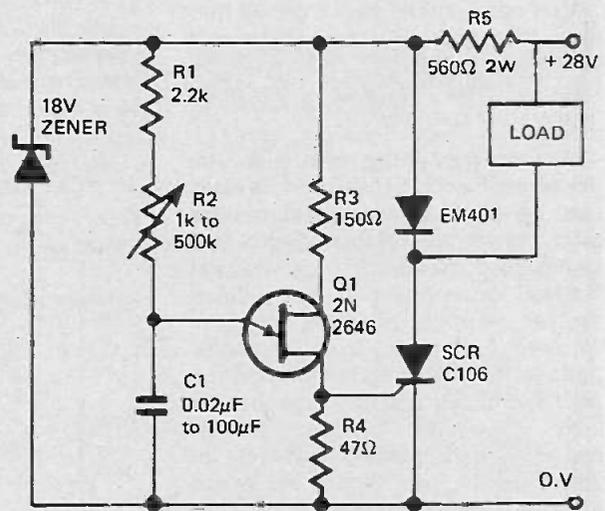 R5
560Ω 2W
+ 28V
R1
2.2k
18V
ZENER
LOAD
R2
1k to
500k
R3
150Ω
EM401
Q1
2N
2646
SCR
C106
C1
0.02µF
to 100µF
R4
47Ω
O.V